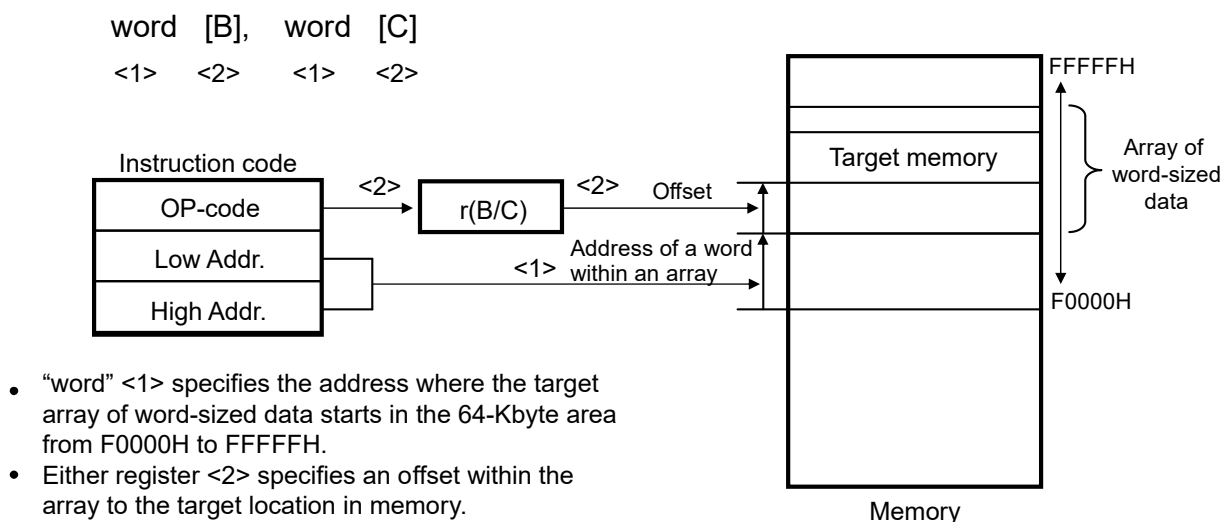 word [B], word [C]
<1> <2> <1> <2>
Instruction code
OP-code
Low Addr.
High Addr.
<2>
r(B/C)
<2>
Offset
<1>
Address of a word
within an array
Target memory
FFFFFH
Array of
word-sized
data
F0000H
Memory
• “word” <1> specifies the address where the target
array of word-sized data starts in the 64-Kbyte area
from F0000H to FFFFFH.
• Either register <2> specifies an offset within the
array to the target location in memory.